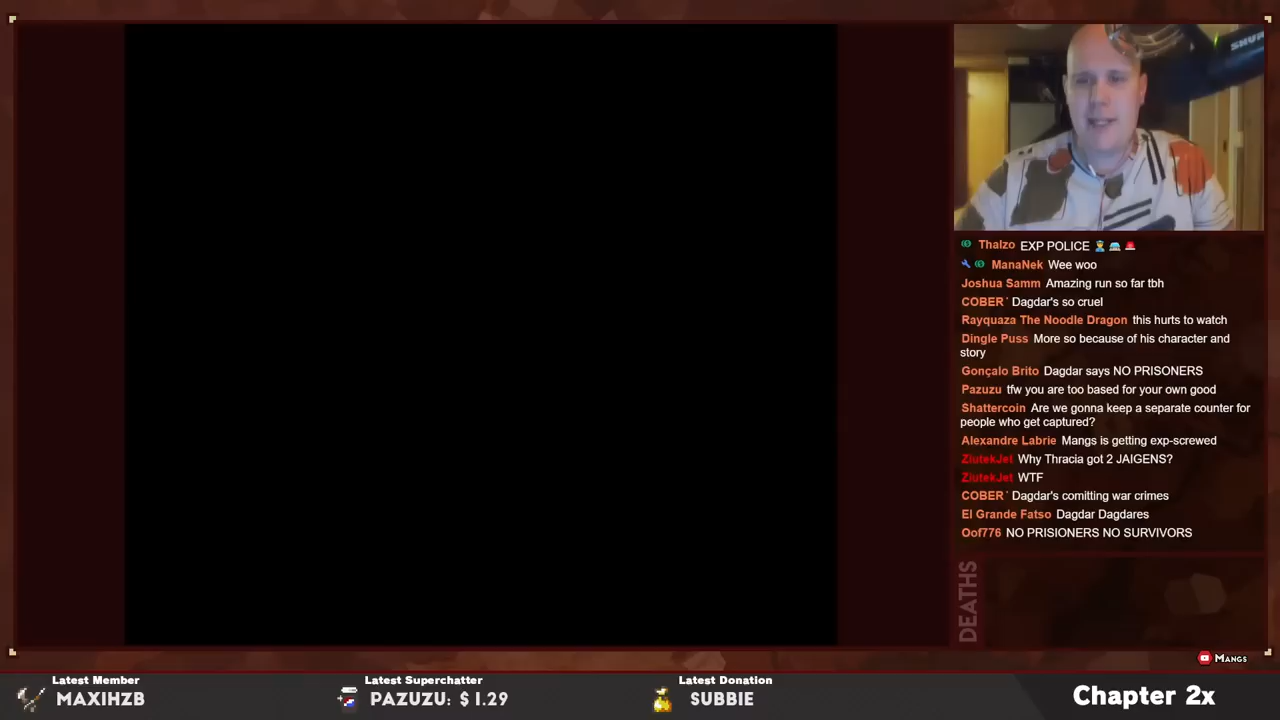 SHURE
Thalzo EXP POLICE 👮 🚔 🚨
ManaNek Wee woo
Joshua Samm Amazing run so far tbh
COBER ' Dagdar's so cruel
Rayquaza The Noodle Dragon this hurts to watch
Dingle Puss More so because of his character and
story
Gonçalo Brito Dagdar says NO PRISONERS
Pazuzu tfw you are too based for your own good
Shattercoin Are we gonna keep a separate counter for
people who get captured?
Alexandre Labrie Mangs is getting exp-screwed
ZlutekJet Why Thracia got 2 JAIGENS?
ZlutekJet WTF
COBER ' Dagdar's comitting war crimes
El Grande Fatso Dagdar Dagdares
Oof776 NO PRISIONERS NO SURVIVORS
DEATHS
MANGS
Latest Member
MAXIHZB
Latest Superchatter
PAZUZU: $1.29
Latest Donation
SUBBIE
Chapter 2x